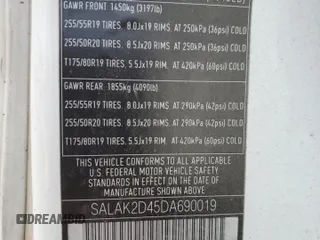 GAWR FRONT 1450kg (3197lb)
255/55R19 TIRES. 8.0Jx19 RIMS. AT 250kPa (36psi) COLD
255/50R20 TIRES. 8.5Jx20 RIMS. AT 250kPa (36psi) COLD
T175/80R19 TIRES. 5.5Jx19 RIMS. AT 420kPa (60psi) COLD
GAWR REAR: 1855kg (4090lb)
255/55R19 TIRES. 8.0Jx19 RIMS. AT 290kPa (42psi) COLD
255/50R20 TIRES. 8.5Jx20 RIMS. AT 290kPa (42psi) COLD
T175/80R19 TIRES. 5.5Jx19 RIMS. AT 420kPa (60psi) COLD
THIS VEHICLE CONFORMS TO ALL APPLICABLE
U.S. FEDERAL MOTOR VEHICLE SAFETY
STANDARDS IN EFFECT ON THE DATE OF
MANUFACTURE SHOWN ABOVE.
SALAK2D45DA690019
DREAMBID